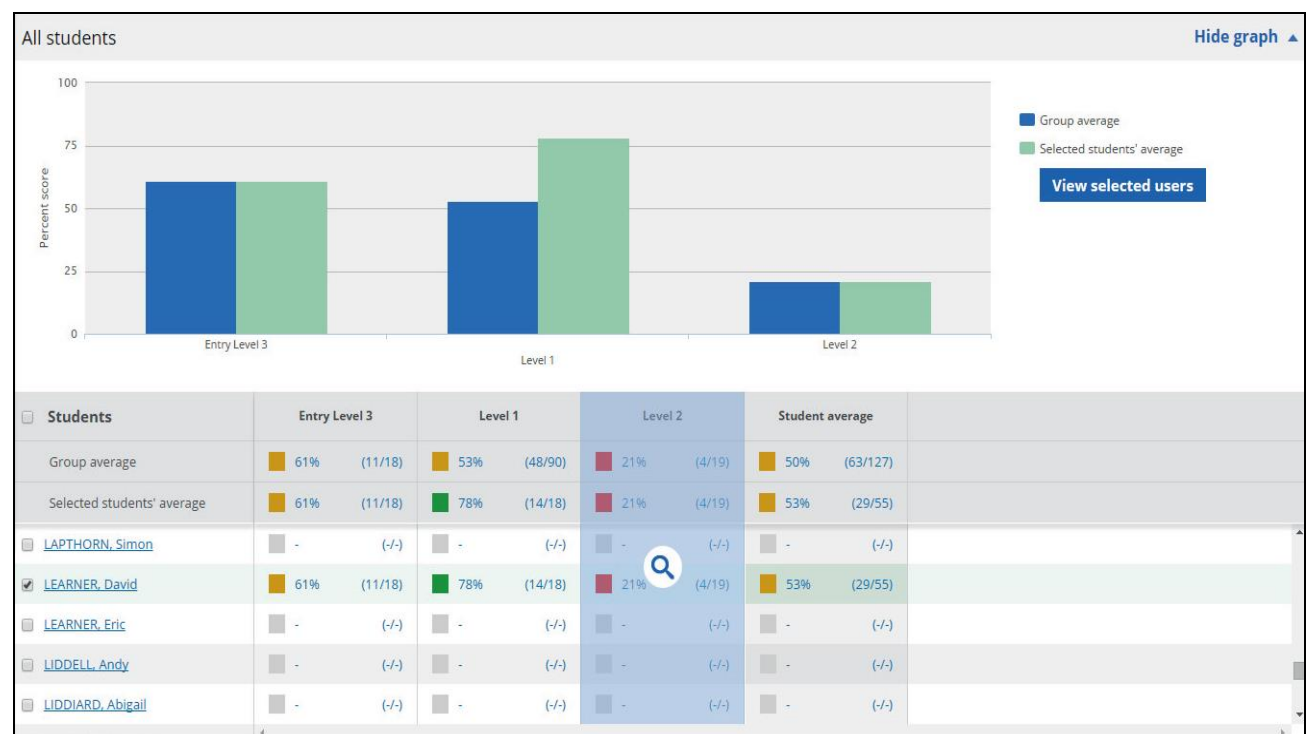 All students Hide graph
100
75
50
25
0
Percent score
Entry Level 3
Level 1
Level 2
Group average
Selected students' average
View selected users
Students Entry Level 3 Level 1 Level 2 Student average
Group average 61% (11/18) 53% (48/90) 21% (4/19) 50% (63/127)
Selected students' average 61% (11/18) 78% (14/18) 21% (4/19) 53% (29/55)
LAPTHORN, Simon - (-/-) - (-/-) - (-/-) - (-/-)
LEARNER, David 61% (11/18) 78% (14/18) 21% (4/19) 53% (29/55)
LEARNER, Eric - (-/-) - (-/-) - (-/-) - (-/-)
LIDDELL, Andy - (-/-) - (-/-) - (-/-) - (-/-)
LIDDIARD, Abigail - (-/-) - (-/-) - (-/-) - (-/-)